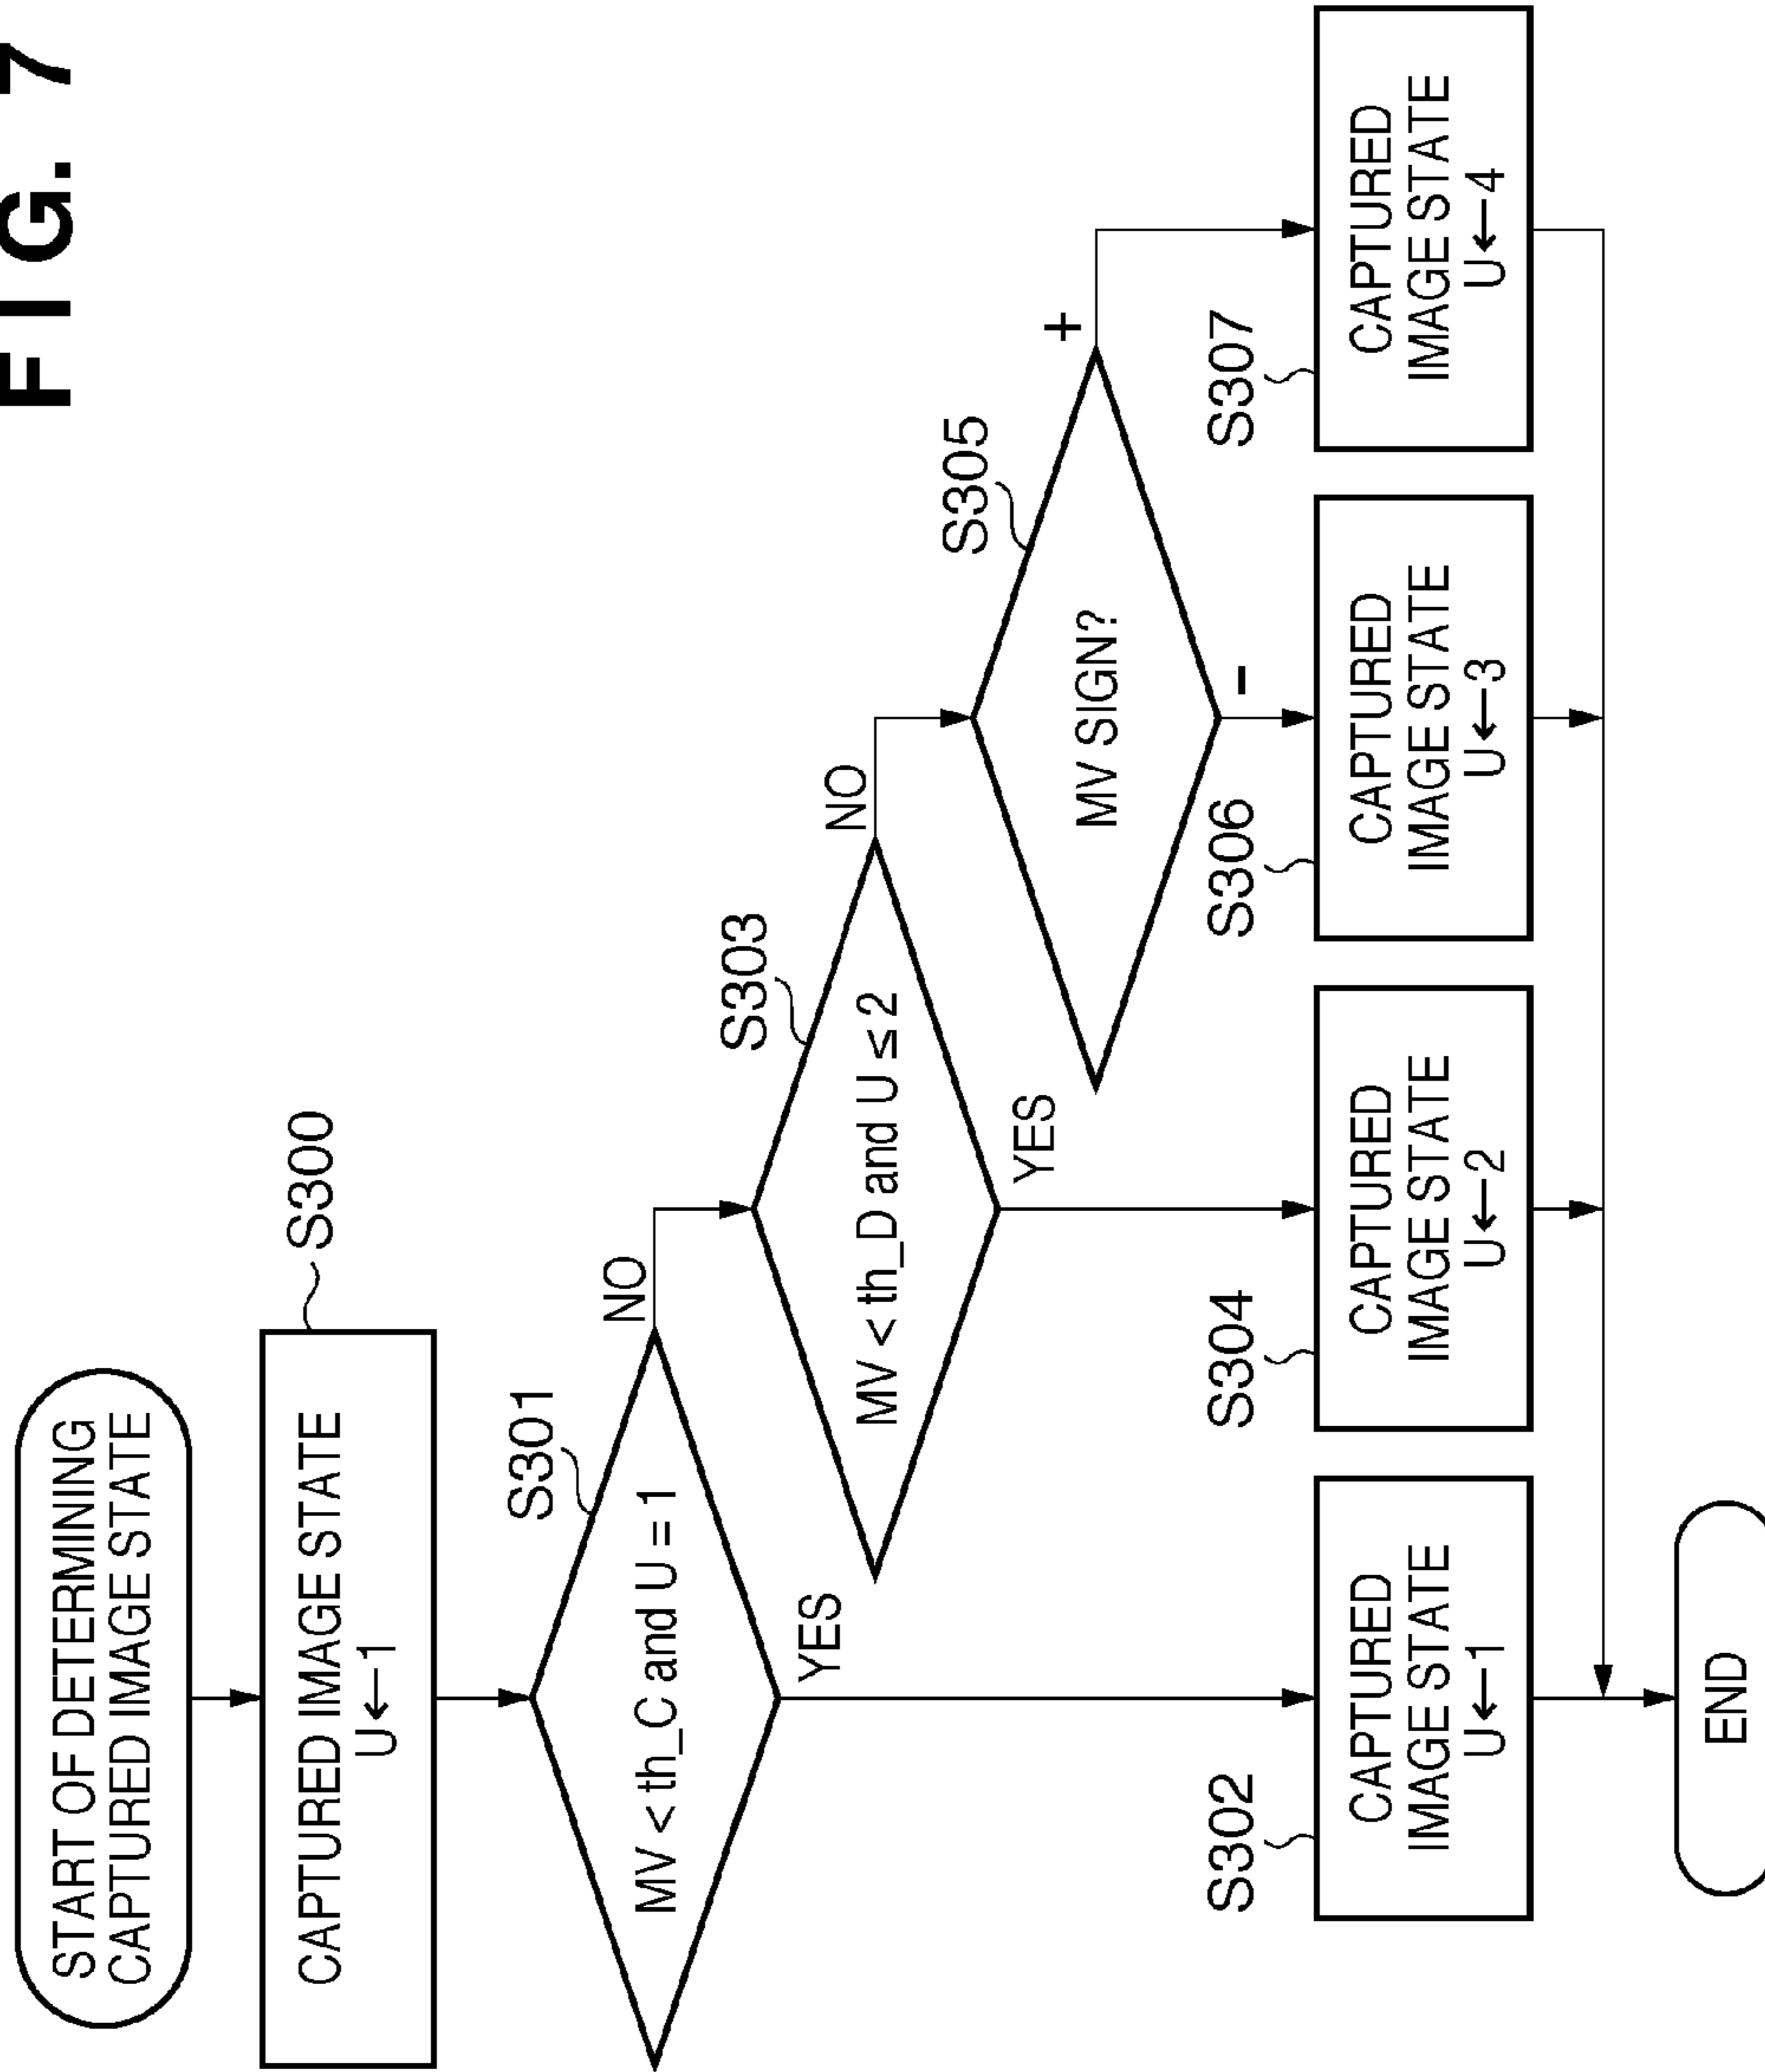 FIG. 7
START OF DETERMINING
CAPTURED IMAGE STATE
S300
CAPTURED IMAGE STATE
U←1
S301
MV < th_C and U = 1
NO
YES
S303
MV < th_D and U ≤ 2
NO
YES
S305
MV SIGN?
+
-
S302
CAPTURED
IMAGE STATE
U←1
S304
CAPTURED
IMAGE STATE
U←2
S306
CAPTURED
IMAGE STATE
U←3
S307
CAPTURED
IMAGE STATE
U←4
END